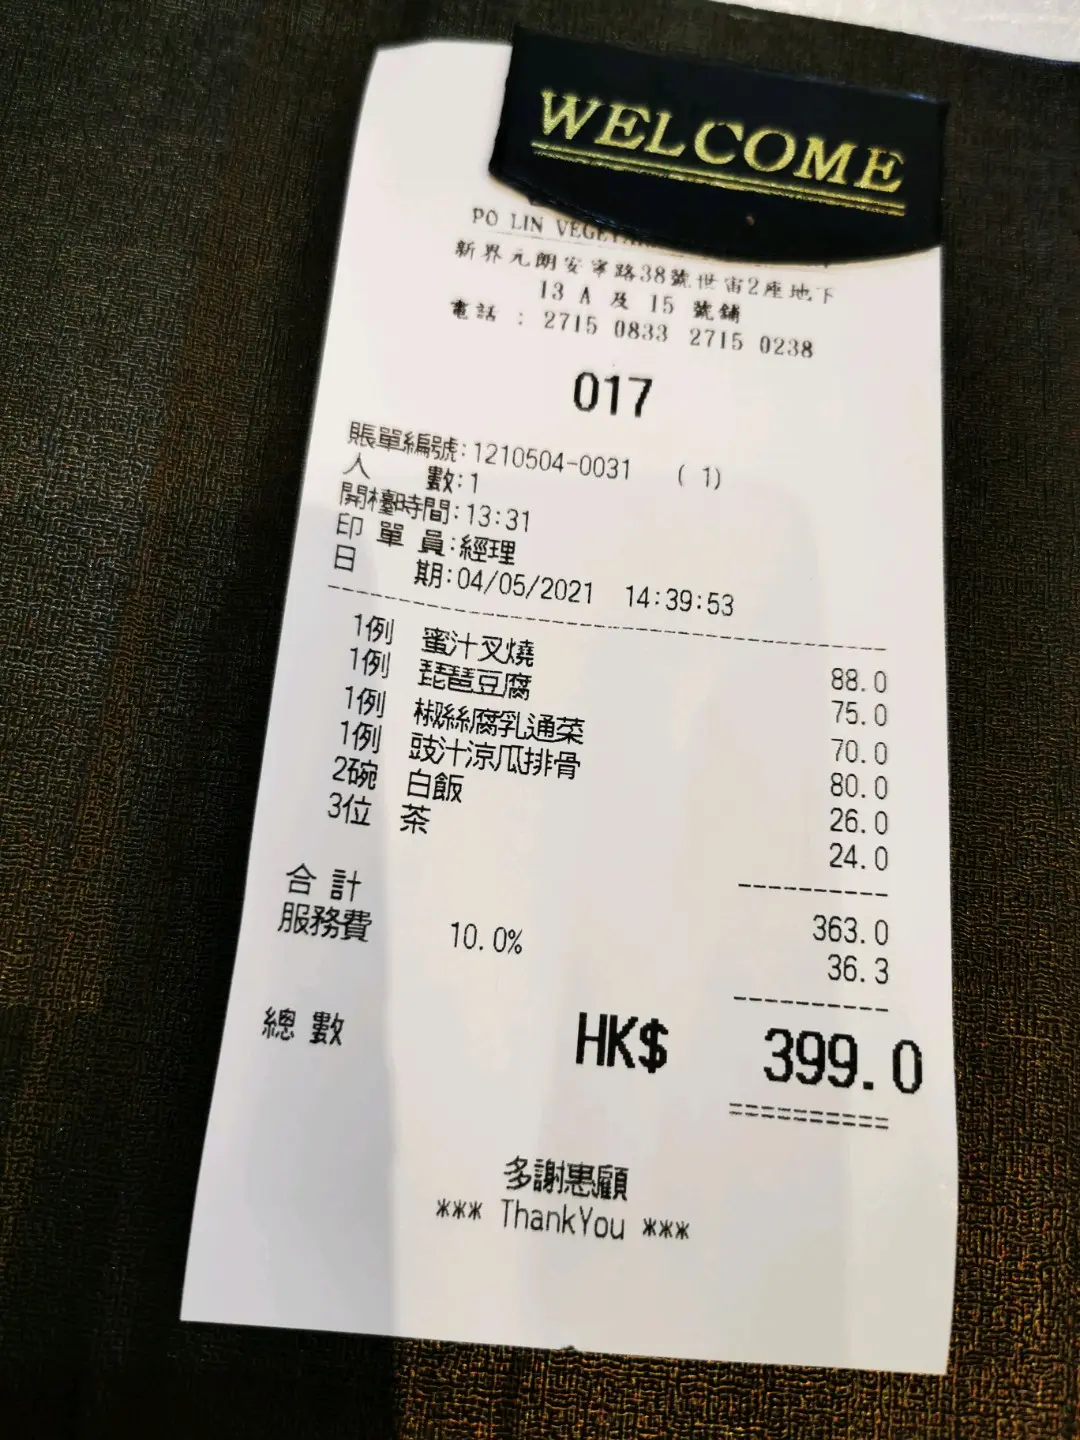 WELCOME
PO LIN
新界元朗安寧路38號世宙2座地下
13 A 及 15 號舖
電話 : 2715 0833 2715 0238
017
賬單編號:1210504-0031 ( 1)
人 數:1
開檯時間:13:31
印 單 員:經理
日 期:04/05/2021 14:39:53
1例 蜜汁叉燒 88.0
1例 琵琶豆腐 75.0
1例 椒絲腐乳通菜 70.0
1例 豉汁涼瓜排骨 80.0
2碗 白飯 26.0
3位 茶 24.0
合 計 363.0
服務費 10.0% 36.3
總 數 HK$ 399.0
多謝惠顧
*** ThankYou ***